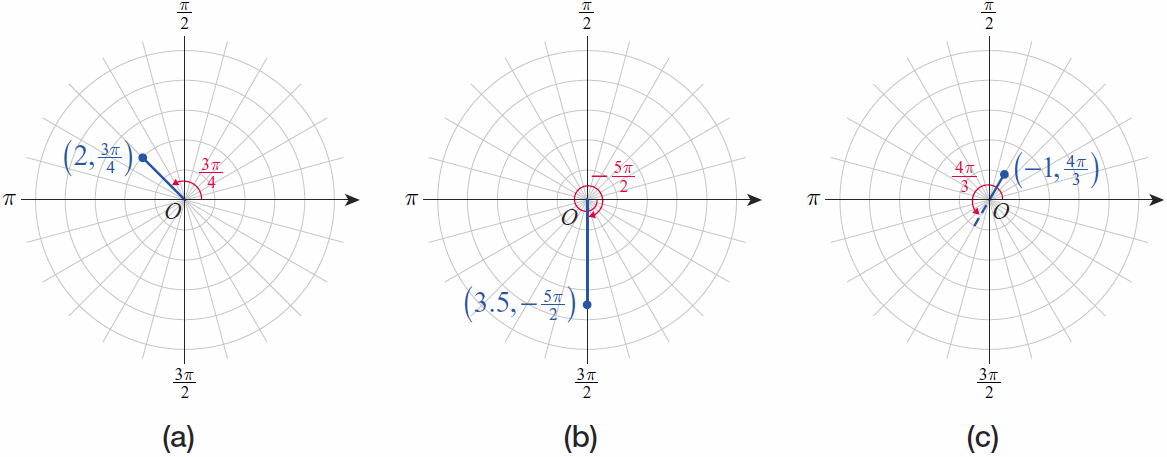 π/2 π/2 π/2
(2, 3π/4) 3π/4 −5π/2 4π/3 (−1, 4π/3)
π O π O π O
(3.5, −5π/2)
3π/2 3π/2 3π/2
(a) (b) (c)